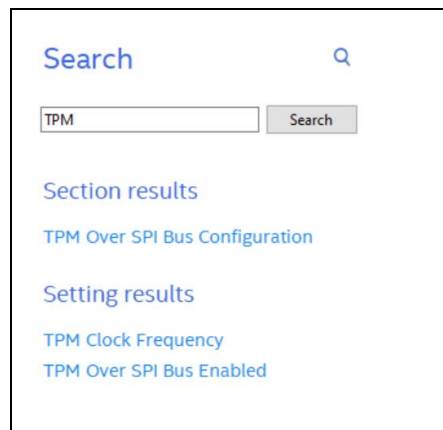 Search
TPM Search
Section results
TPM Over SPI Bus Configuration
Setting results
TPM Clock Frequency
TPM Over SPI Bus Enabled